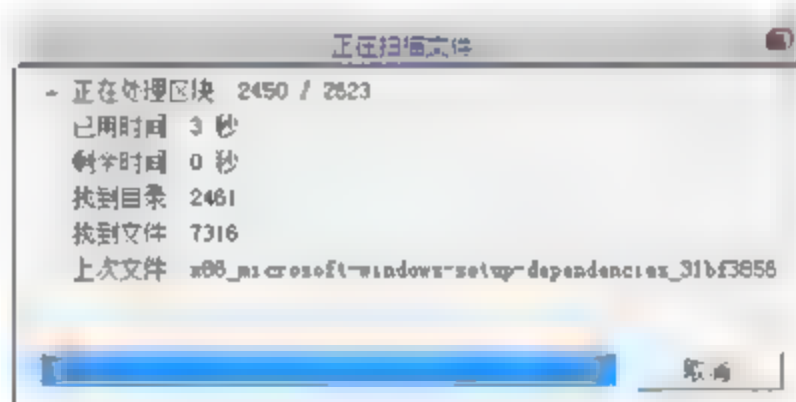 正在扫描文件
正在处理区块 2450 / 2623
已用时间 3 秒
剩余时间 0 秒
找到目录 2461
找到文件 7316
上次文件 x86_microsoft-windows-setup-dependencies_31bf3856
取消